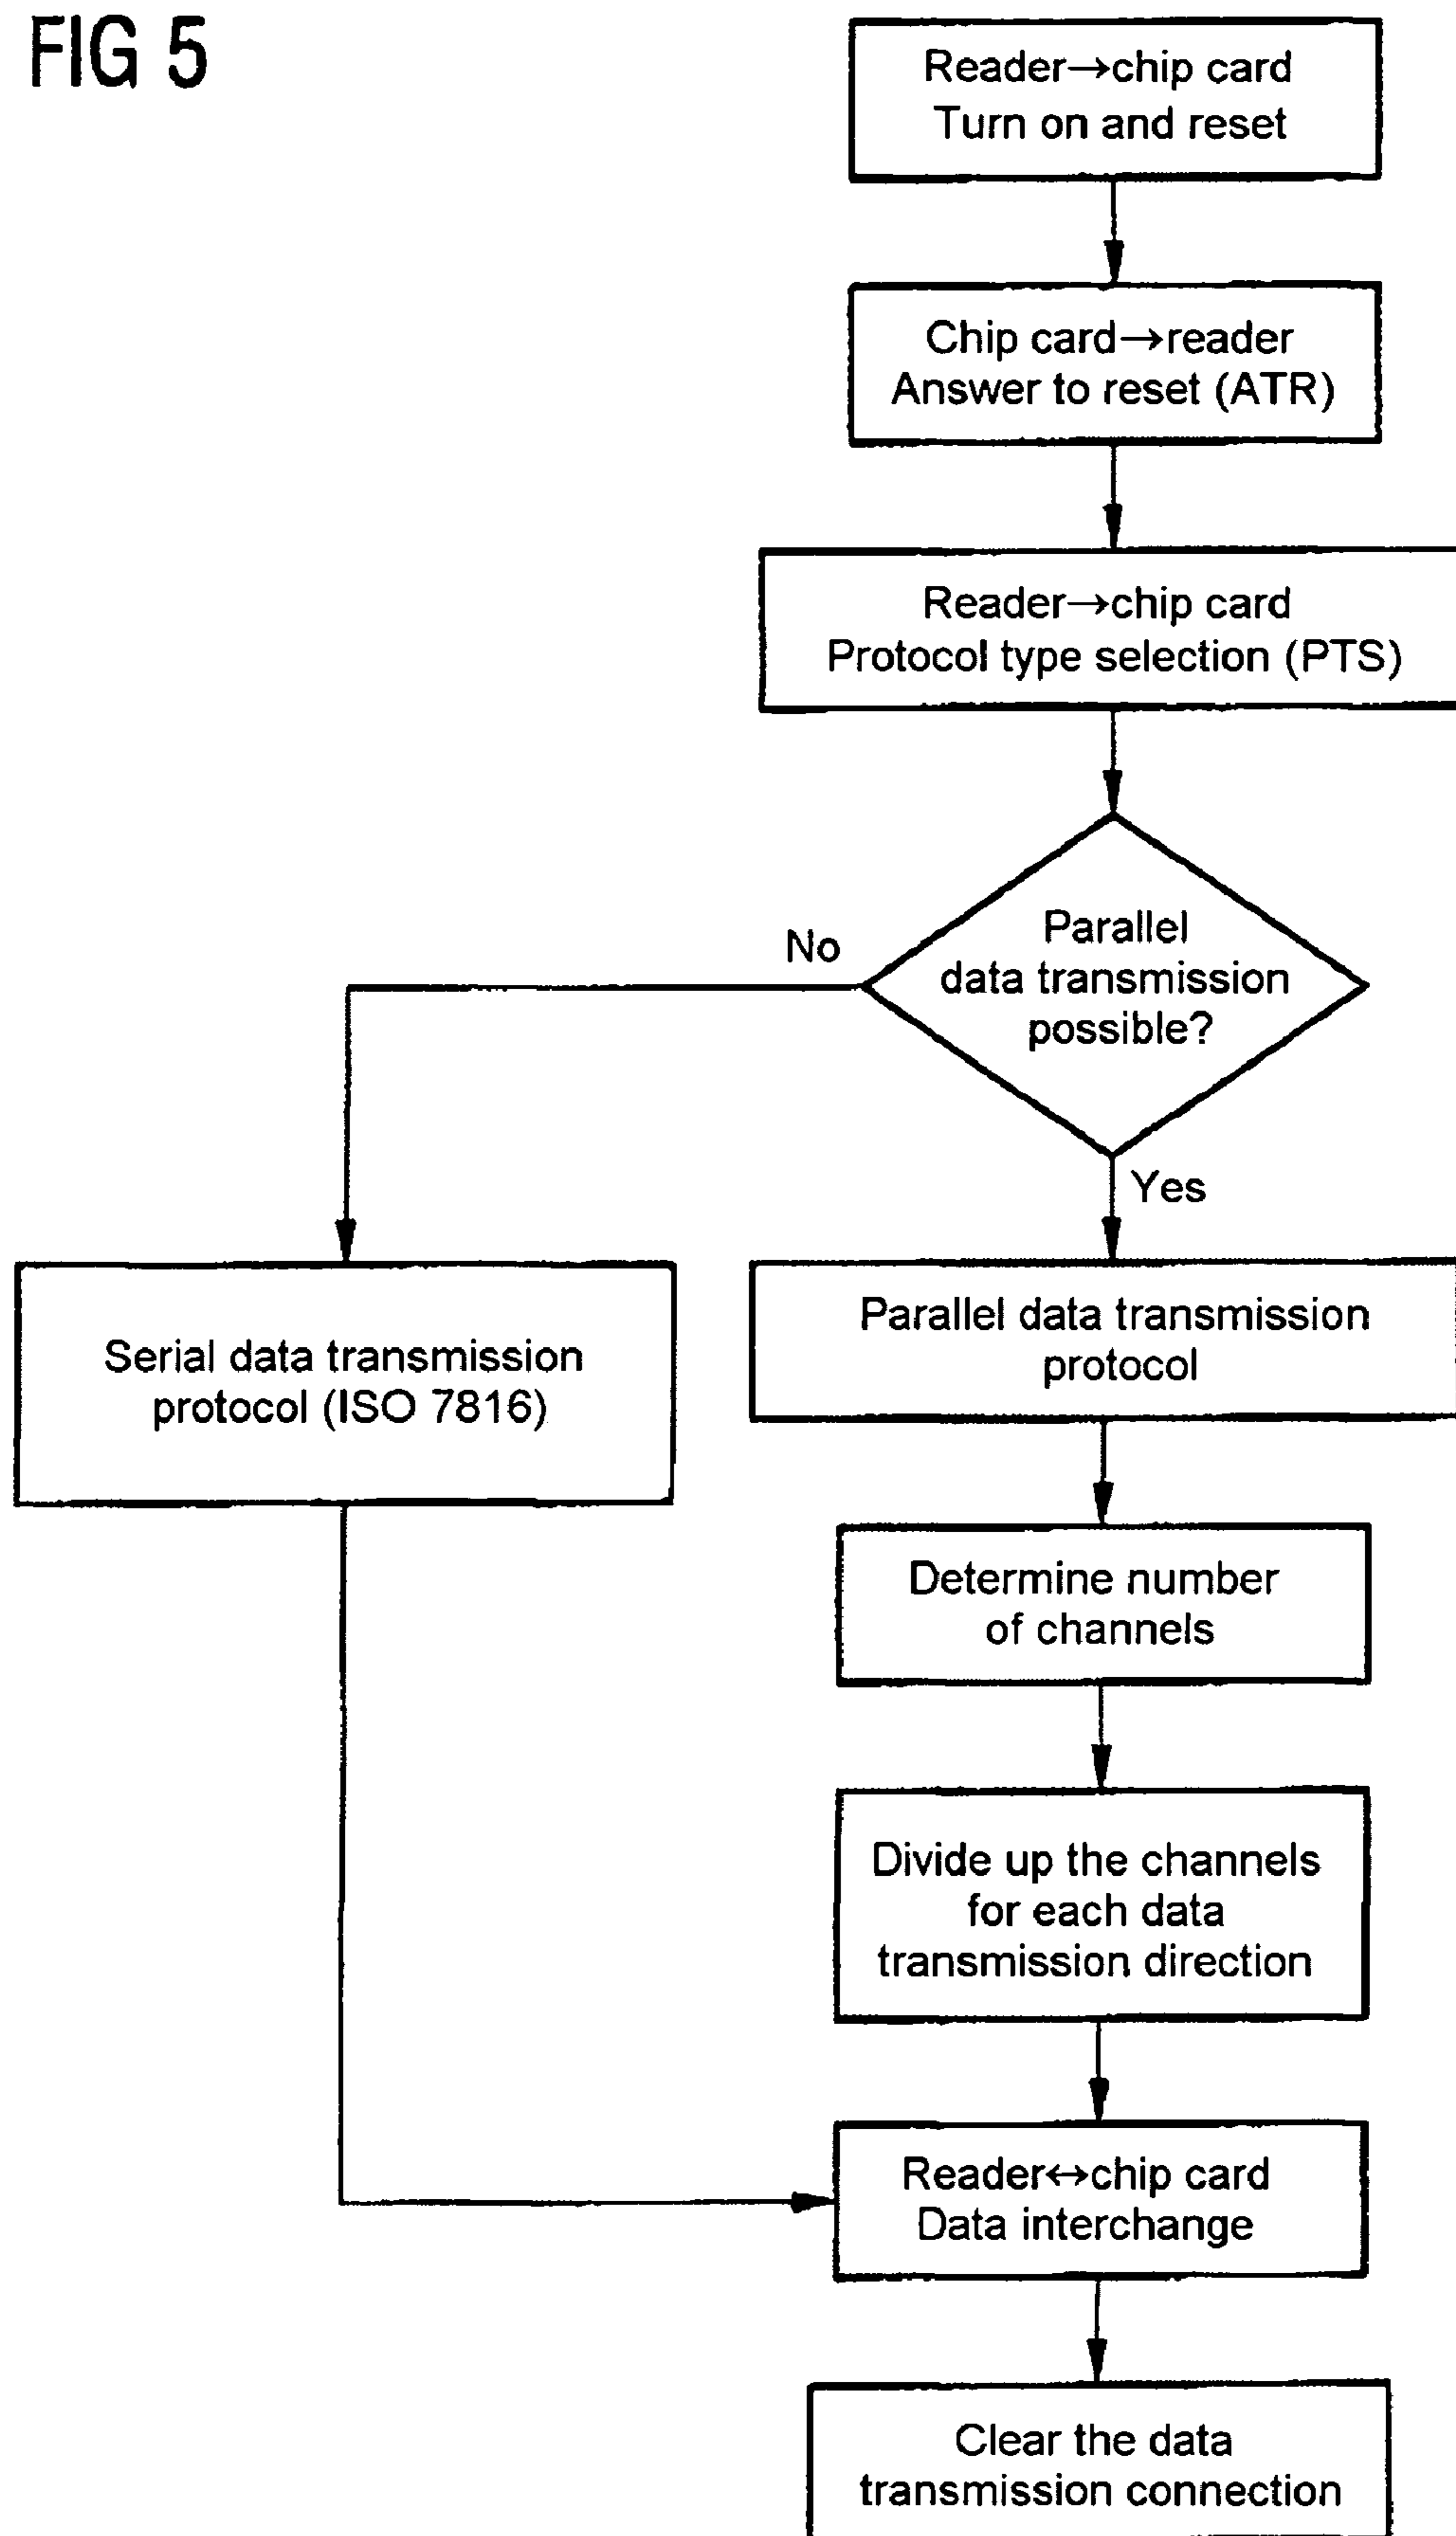 FIG 5
Reader→chip card
Turn on and reset
Chip card→reader
Answer to reset (ATR)
Reader→chip card
Protocol type selection (PTS)
Parallel
data transmission
possible?
No
Yes
Serial data transmission
protocol (ISO 7816)
Parallel data transmission
protocol
Determine number
of channels
Divide up the channels
for each data
transmission direction
Reader↔chip card
Data interchange
Clear the data
transmission connection